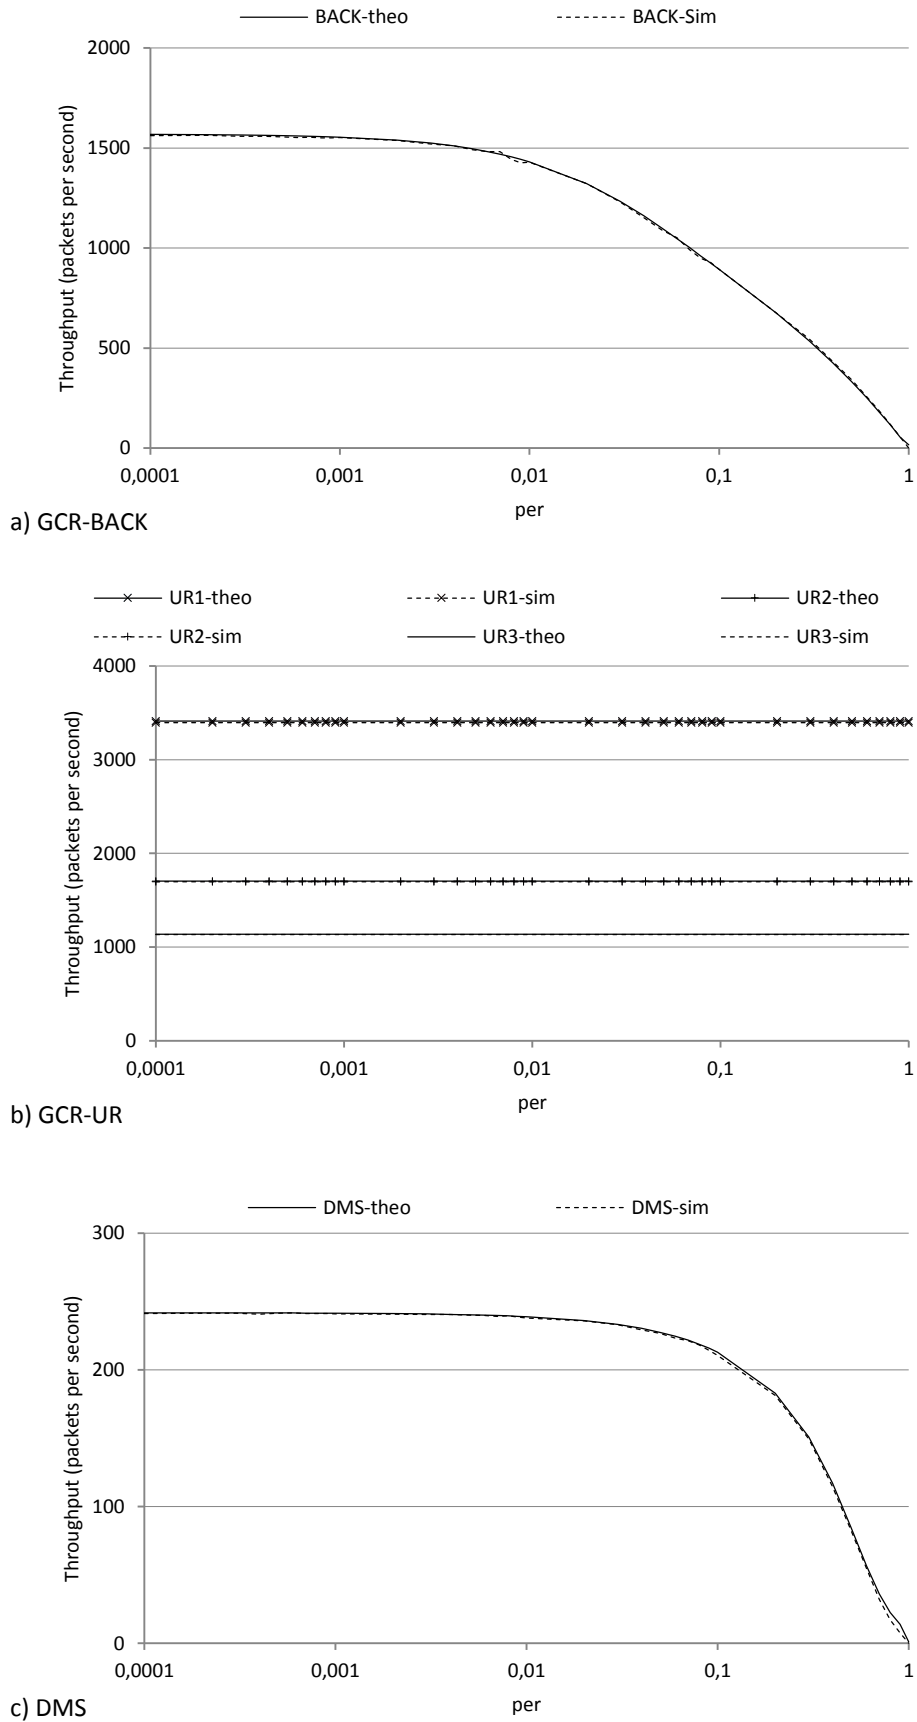 BACK-theo BACK-Sim
2000
1500
1000
500
0
Throughput (packets per second)
0,0001 0,001 0,01 0,1 1
per
a) GCR-BACK
UR1-theo UR1-sim UR2-theo
UR2-sim UR3-theo UR3-sim
4000
3000
2000
1000
0
Throughput (packets per second)
0,0001 0,001 0,01 0,1 1
per
b) GCR-UR
DMS-theo DMS-sim
300
200
100
0
Throughput (packets per second)
0,0001 0,001 0,01 0,1 1
per
c) DMS